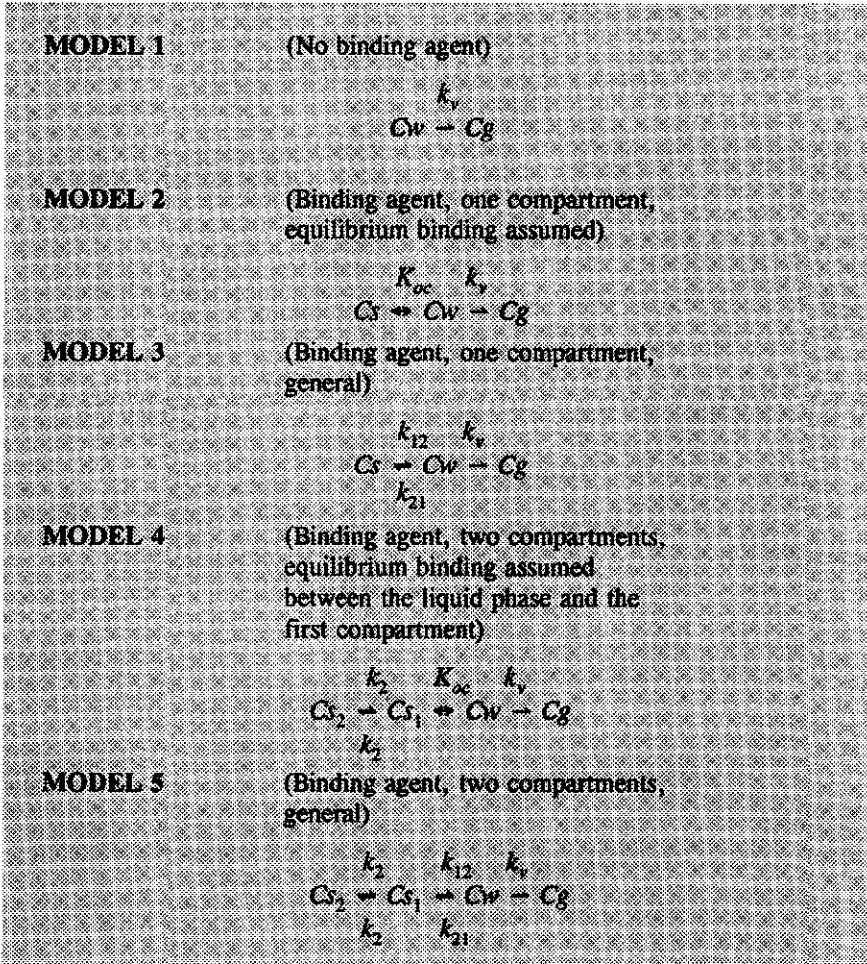 MODEL 1 (No binding agent)
k_v
Cw → Cg
MODEL 2 (Binding agent, one compartment,
equilibrium binding assumed)
K_oc k_v
Cs ↔ Cw → Cg
MODEL 3 (Binding agent, one compartment,
general)
k_12 k_v
Cs ⇌ Cw → Cg
k_21
MODEL 4 (Binding agent, two compartments,
equilibrium binding assumed
between the liquid phase and the
first compartment)
k_2 K_oc k_v
Cs_2 ⇌ Cs_1 ↔ Cw → Cg
k_2
MODEL 5 (Binding agent, two compartments,
general)
k_2 k_12 k_v
Cs_2 ⇌ Cs_1 ⇌ Cw → Cg
k_2 k_21